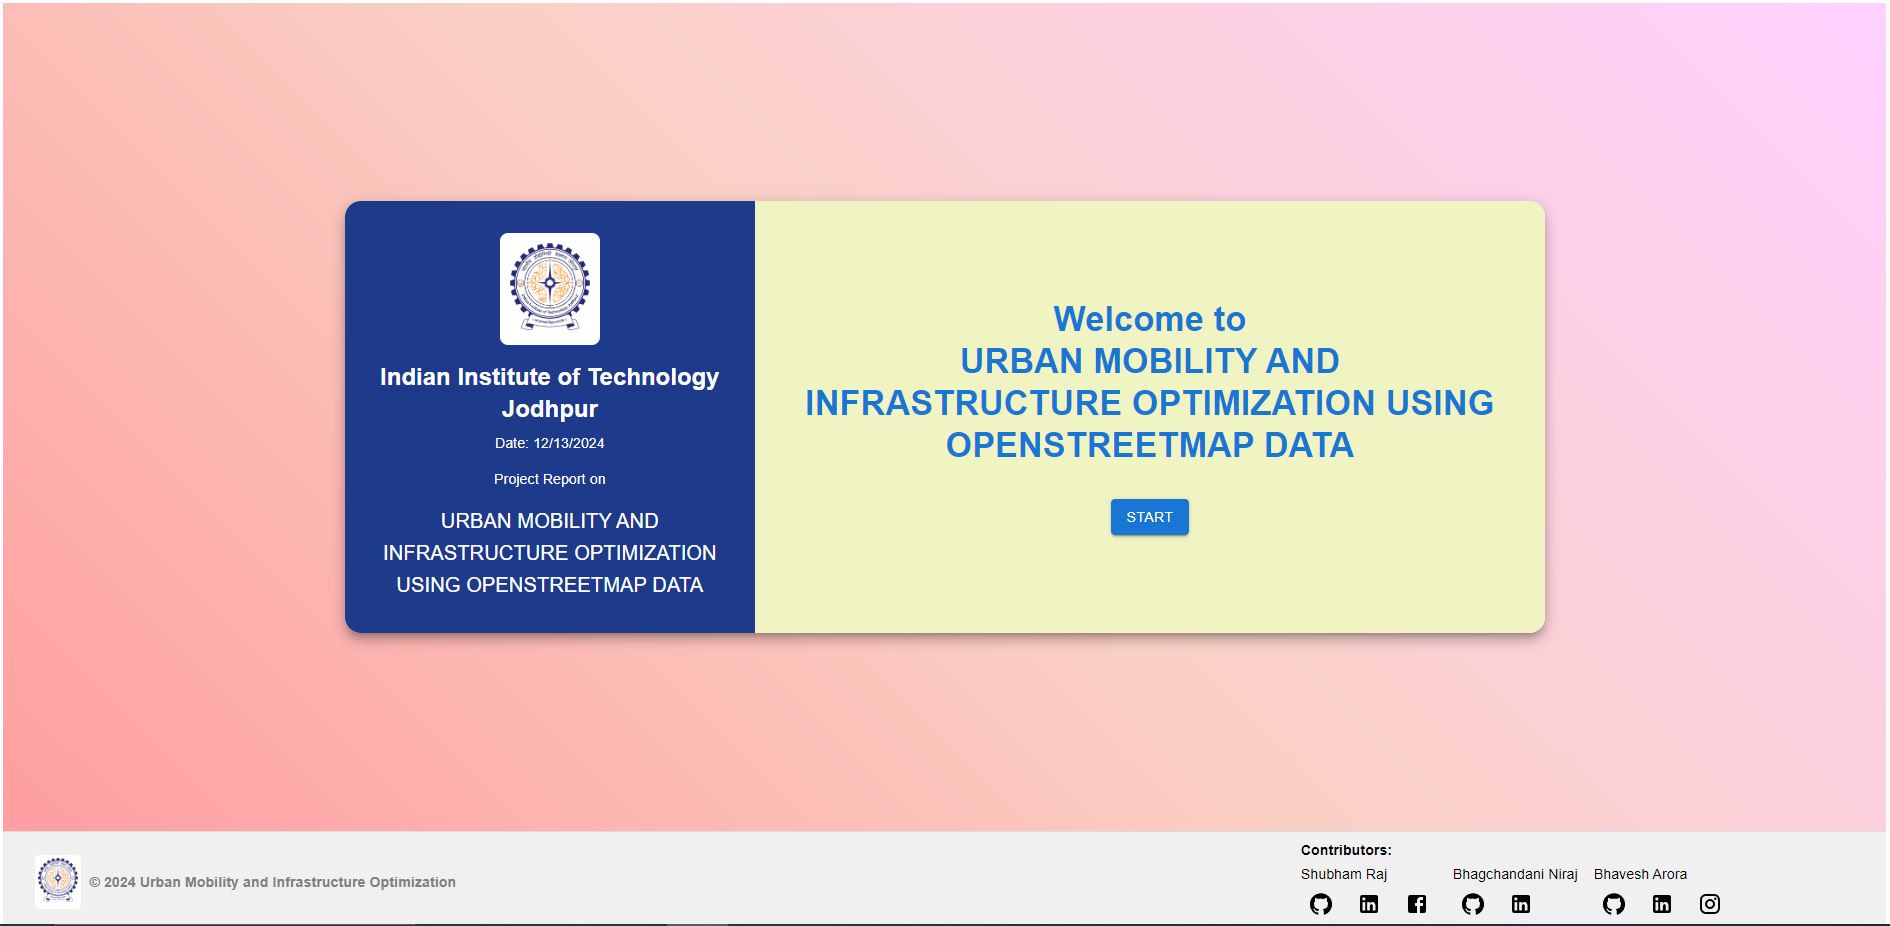 Indian Institute of Technology
Jodhpur
Date: 12/13/2024
Project Report on
URBAN MOBILITY AND
INFRASTRUCTURE OPTIMIZATION
USING OPENSTREETMAP DATA
Welcome to
URBAN MOBILITY AND
INFRASTRUCTURE OPTIMIZATION USING
OPENSTREETMAP DATA
START
© 2024 Urban Mobility and Infrastructure Optimization
Contributors:
Shubham Raj
Bhagchandani Niraj
Bhavesh Arora